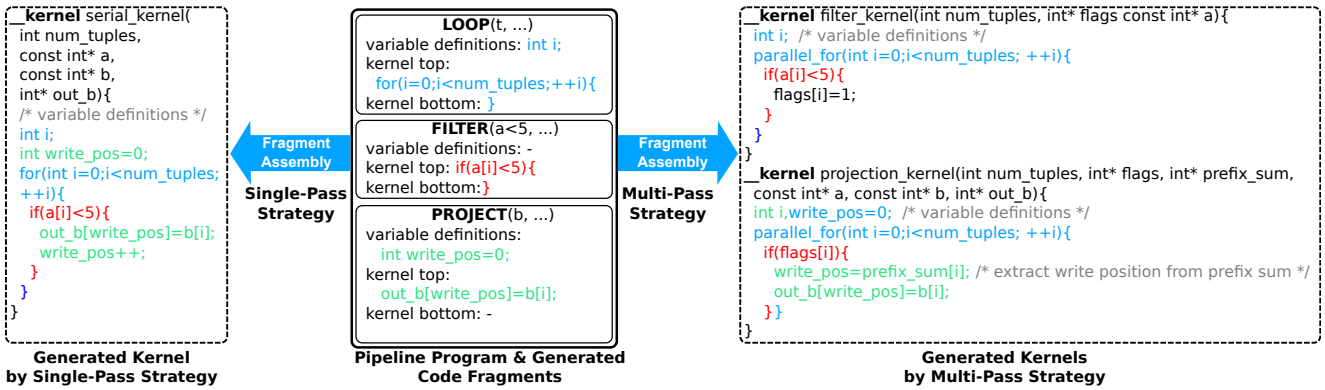 __kernel serial_kernel(
int num_tuples,
const int* a,
const int* b,
int* out_b){
/* variable definitions */
int i;
int write_pos=0;
for(int i=0;i<num_tuples;
++i){
if(a[i]<5){
out_b[write_pos]=b[i];
write_pos++;
}
}
}
Generated Kernel
by Single-Pass Strategy
Fragment
Assembly
Single-Pass
Strategy
LOOP(t, ...)
variable definitions: int i;
kernel top:
for(i=0;i<num_tuples;++i){
kernel bottom: }
FILTER(a<5, ...)
variable definitions: -
kernel top: if(a[i]<5){
kernel bottom:}
PROJECT(b, ...)
variable definitions:
int write_pos=0;
kernel top:
out_b[write_pos]=b[i];
kernel bottom: -
Pipeline Program & Generated
Code Fragments
Fragment
Assembly
Multi-Pass
Strategy
__kernel filter_kernel(int num_tuples, int* flags const int* a){
int i; /* variable definitions */
parallel_for(int i=0;i<num_tuples; ++i){
if(a[i]<5){
flags[i]=1;
}
}
}
__kernel projection_kernel(int num_tuples, int* flags, int* prefix_sum,
const int* a, const int* b, int* out_b){
int i,write_pos=0; /* variable definitions */
parallel_for(int i=0;i<num_tuples; ++i){
if(flags[i]){
write_pos=prefix_sum[i]; /* extract write position from prefix sum */
out_b[write_pos]=b[i];
}}
}
Generated Kernels
by Multi-Pass Strategy